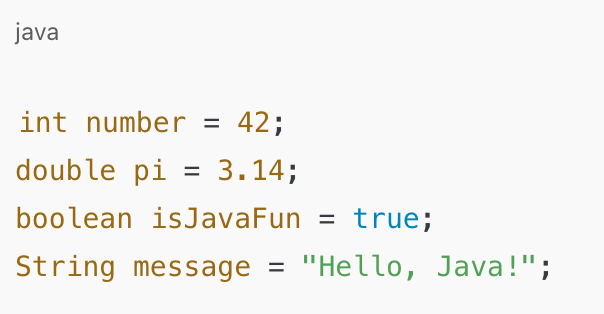 java
int number = 42;
double pi = 3.14;
boolean isJavaFun = true;
String message = "Hello, Java!";